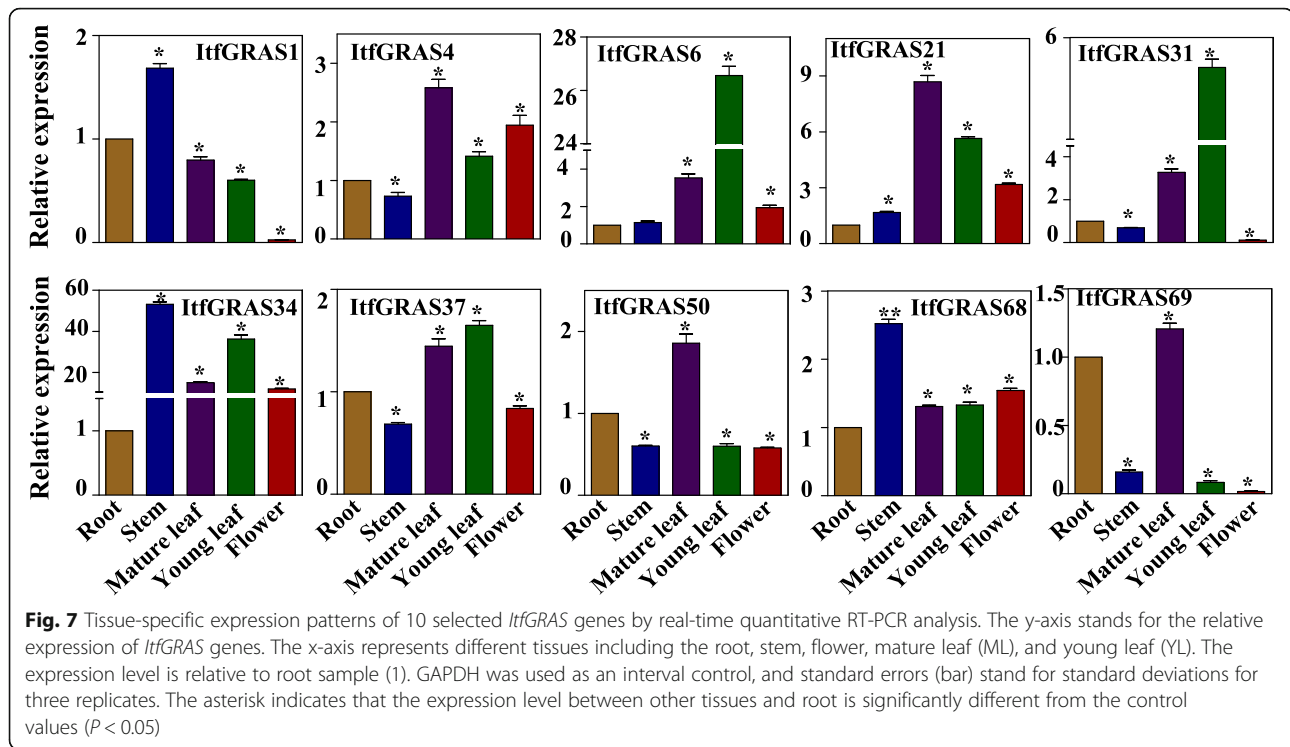 Relative expression
2
1
0
ItfGRAS1
*
*
*
*
3
2
1
0
ItfGRAS4
*
*
*
*
28
26
24
4
2
0
ItfGRAS6
*
*
*
9
6
3
0
ItfGRAS21
*
*
*
*
6
4
2
0
ItfGRAS31
*
*
*
*
Relative expression
60
40
20
1
0
ItfGRAS34
*
*
*
*
2
1
0
ItfGRAS37
*
*
*
*
2
1
0
ItfGRAS50
*
*
*
*
3
2
1
0
ItfGRAS68
**
*
*
*
1.5
1.0
0.5
0
ItfGRAS69
*
*
*
*
Root
Stem
Mature leaf
Young leaf
Flower
Root
Stem
Mature leaf
Young leaf
Flower
Root
Stem
Mature leaf
Young leaf
Flower
Root
Stem
Mature leaf
Young leaf
Flower
Root
Stem
Mature leaf
Young leaf
Flower
Fig. 7 Tissue-specific expression patterns of 10 selected ItfGRAS genes by real-time quantitative RT-PCR analysis. The y-axis stands for the relative
expression of ItfGRAS genes. The x-axis represents different tissues including the root, stem, flower, mature leaf (ML), and young leaf (YL). The
expression level is relative to root sample (1). GAPDH was used as an interval control, and standard errors (bar) stand for standard deviations for
three replicates. The asterisk indicates that the expression level between other tissues and root is significantly different from the control
values (P < 0.05)